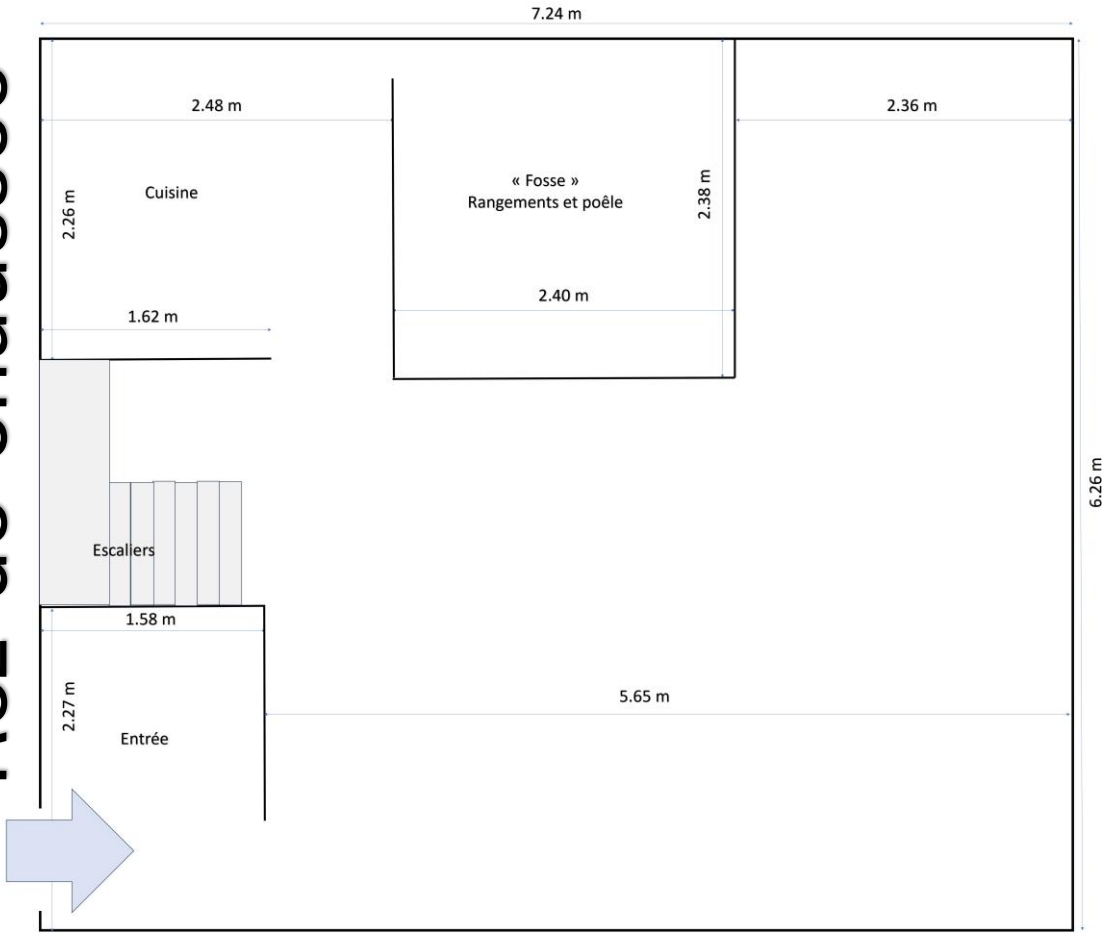 7.24 m
2.48 m
2.36 m
Cuisine
2.26 m
« Fosse »
Rangements et poêle
2.38 m
2.40 m
1.62 m
6.26 m
Escaliers
1.58 m
2.27 m
5.65 m
Entrée